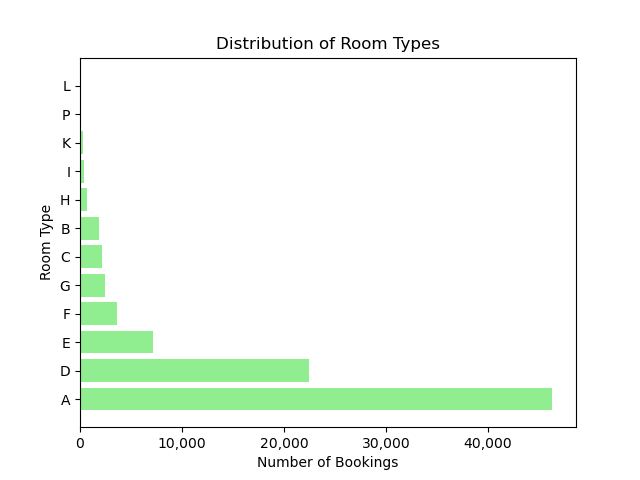 Distribution of Room Types
Room Type
L
P
K
I
H
B
C
G
F
E
D
A
0 10,000 20,000 30,000 40,000
Number of Bookings